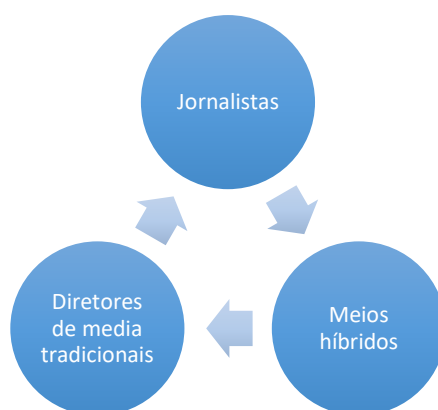 Jornalistas
Diretores
de media
tradicionais
Meios
híbridos